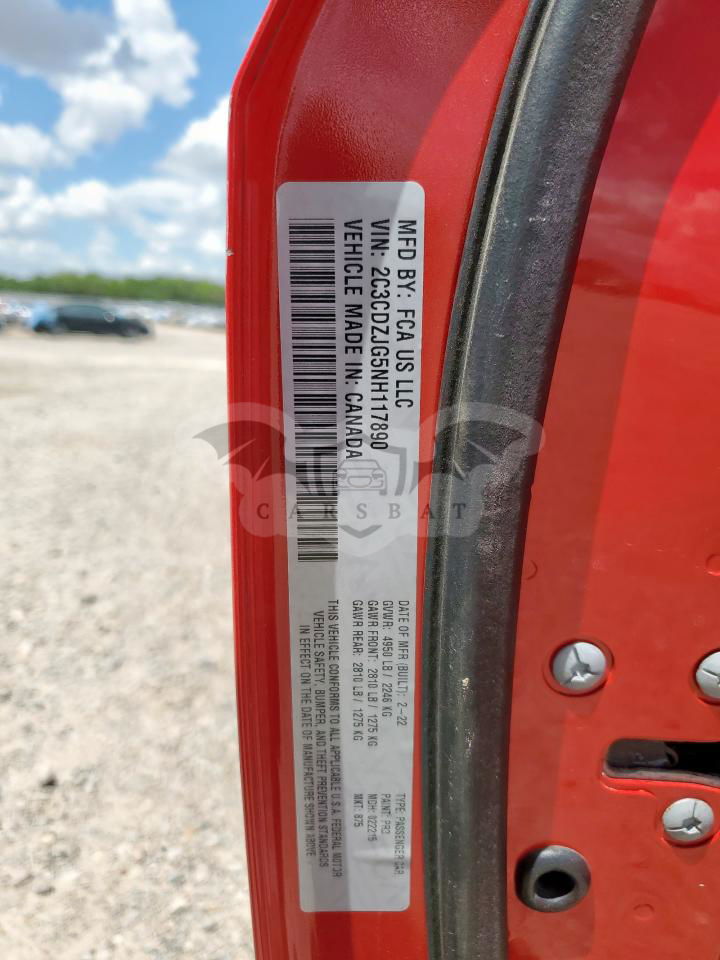 MFD BY: FCA US LLC
VIN: 2C3CDZJG5NH117890
VEHICLE MADE IN: CANADA
DATE OF MFR (BUILT): 2-22
GVWR: 4950 LB / 2246 KG
GAWR FRONT: 2810 LB / 1275 KG
GAWR REAR: 2810 LB / 1275 KG
TYPE: PASSENGER CAR
PAINT: PR3
MDH: 022215
MKT: 875
THIS VEHICLE CONFORMS TO ALL APPLICABLE U.S.A. FEDERAL MOTOR
VEHICLE SAFETY, BUMPER, AND THEFT PREVENTION STANDARDS
IN EFFECT ON THE DATE OF MANUFACTURE SHOWN ABOVE
CARSBAT